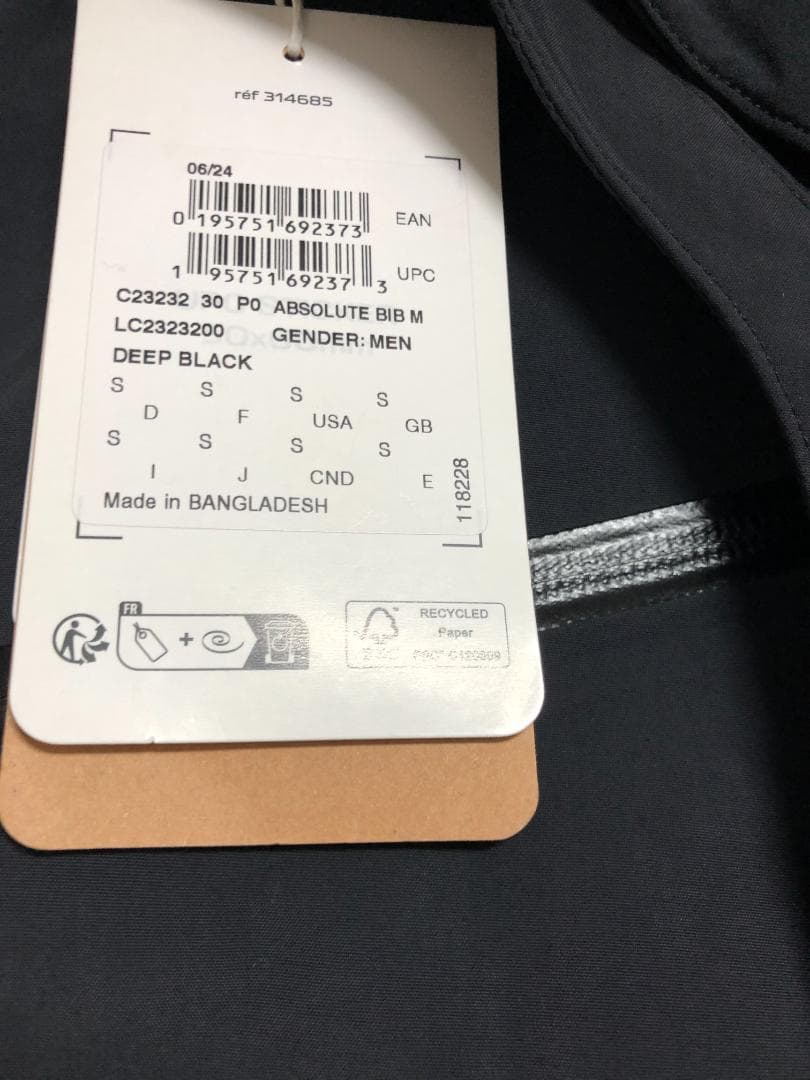 réf 314685
06/24
0 195751 692373 EAN
1 95751 69237 3 UPC
C23232 30 P0 ABSOLUTE BIB M
LC2323200 GENDER: MEN
DEEP BLACK
S S S S
D F USA GB
S S S S
I J CND E
Made in BANGLADESH
118228
FR
RECYCLED
Paper